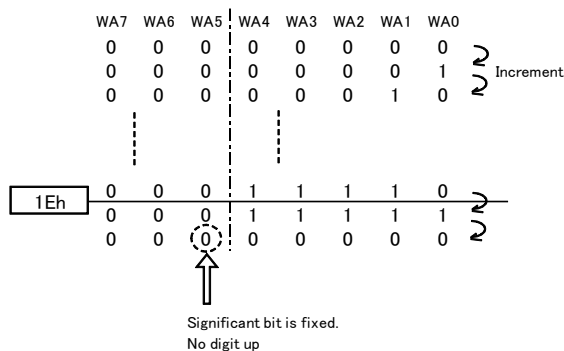 WA7 WA6 WA5 WA4 WA3 WA2 WA1 WA0
0 0 0 0 0 0 0 0
0 0 0 0 0 0 0 1
Increment
0 0 0 0 0 0 1 0
0 0 0 1 1 1 1 0
1Eh
0 0 0 1 1 1 1 1
0 0 0 0 0 0 0 0
Significant bit is fixed.
No digit up